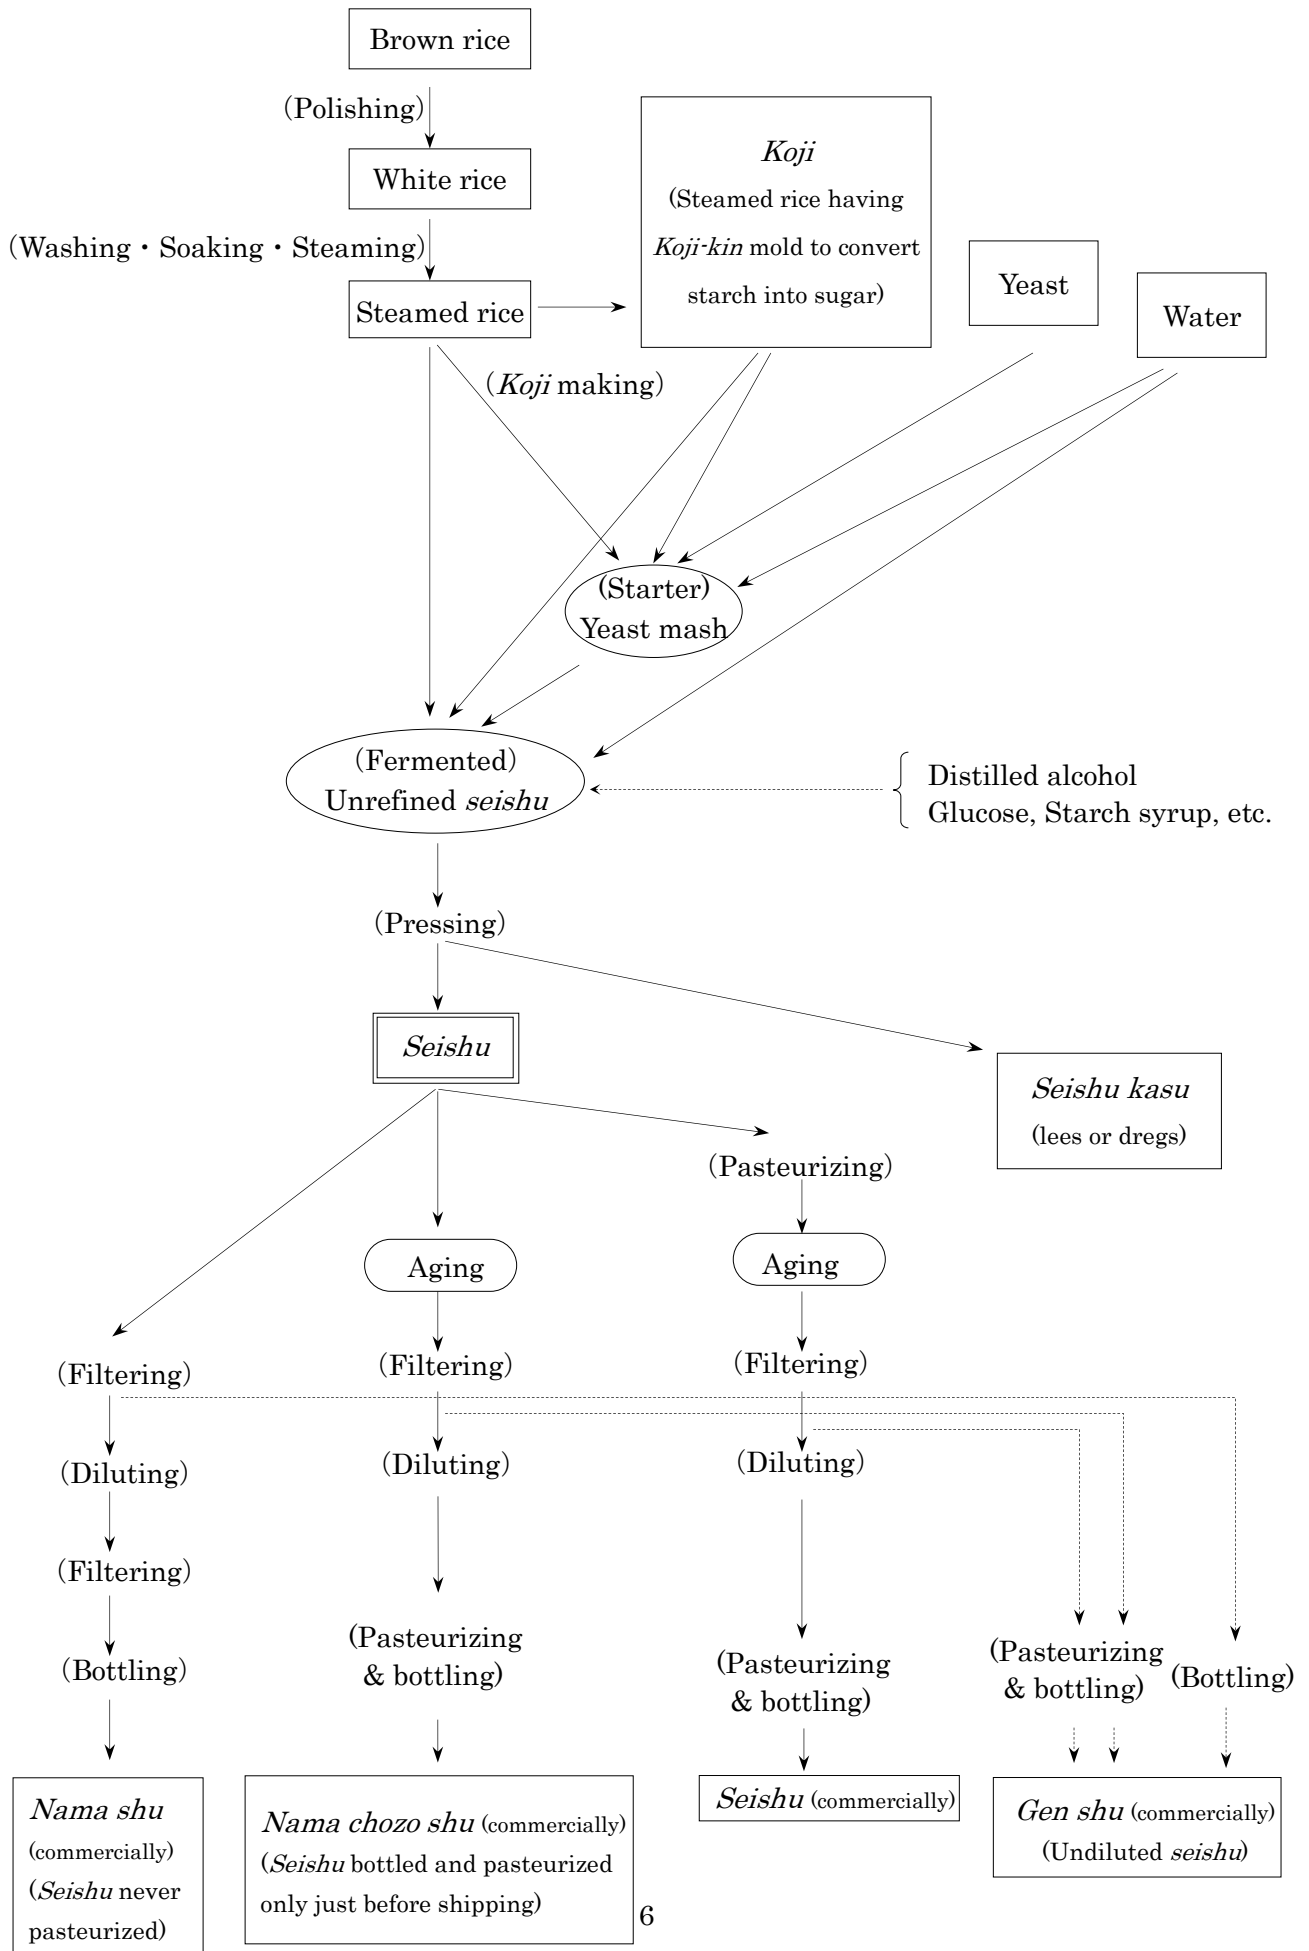 Brown rice
(Polishing)
White rice
(Washing・Soaking・Steaming)
Steamed rice
Koji
(Steamed rice having
Koji-kin mold to convert
starch into sugar)
Yeast
Water
(Koji making)
(Starter)
Yeast mash
(Fermented)
Unrefined seishu
Distilled alcohol
Glucose, Starch syrup, etc.
(Pressing)
Seishu
Seishu kasu
(lees or dregs)
(Pasteurizing)
Aging
Aging
(Filtering)
(Filtering)
(Filtering)
(Diluting)
(Diluting)
(Diluting)
(Filtering)
(Bottling)
(Pasteurizing
& bottling)
(Pasteurizing
& bottling)
(Pasteurizing
& bottling)
(Bottling)
Nama shu
(commercially)
(Seishu never
pasteurized)
Nama chozo shu (commercially)
(Seishu bottled and pasteurized
only just before shipping)
Seishu (commercially)
Gen shu (commercially)
(Undiluted seishu)
6